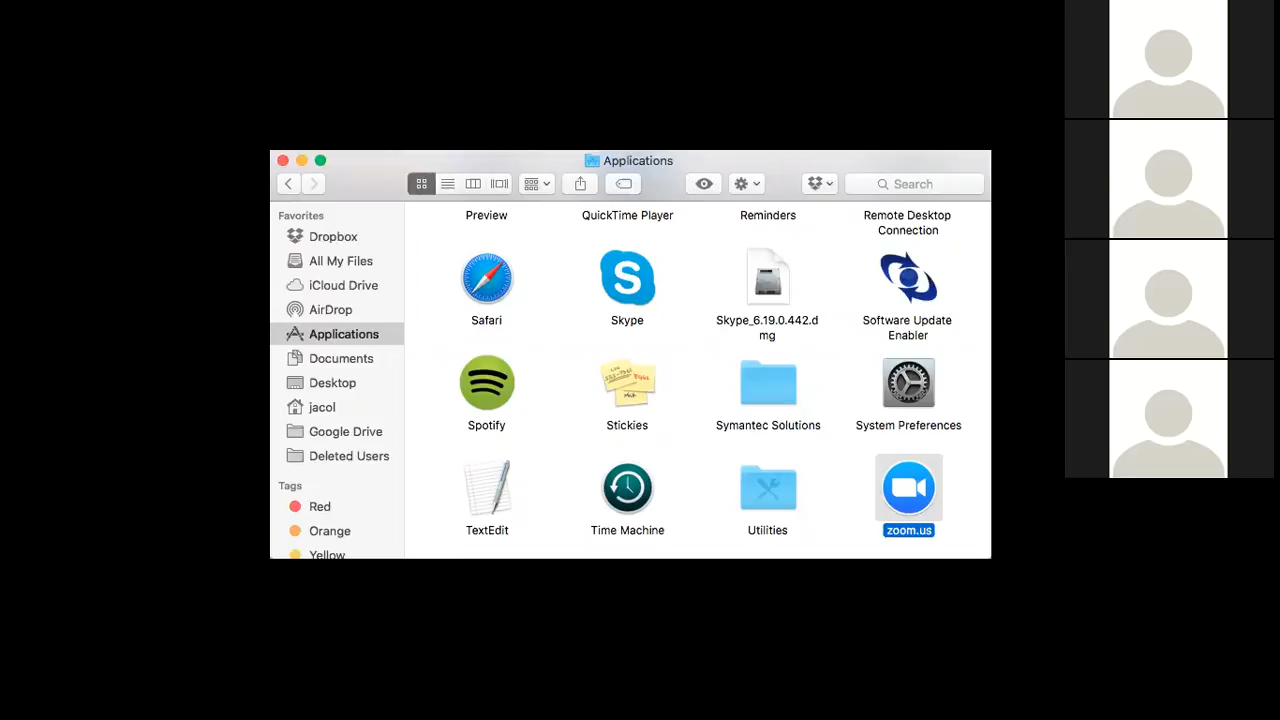 Applications
Search
Favorites
Dropbox
All My Files
iCloud Drive
AirDrop
Applications
Documents
Desktop
jacol
Google Drive
Deleted Users
Tags
Red
Orange
Yellow
Preview
QuickTime Player
Reminders
Remote Desktop
Connection
Safari
Skype
Skype_6.19.0.442.d
mg
Software Update
Enabler
Spotify
Stickies
Symantec Solutions
System Preferences
TextEdit
Time Machine
Utilities
zoom.us